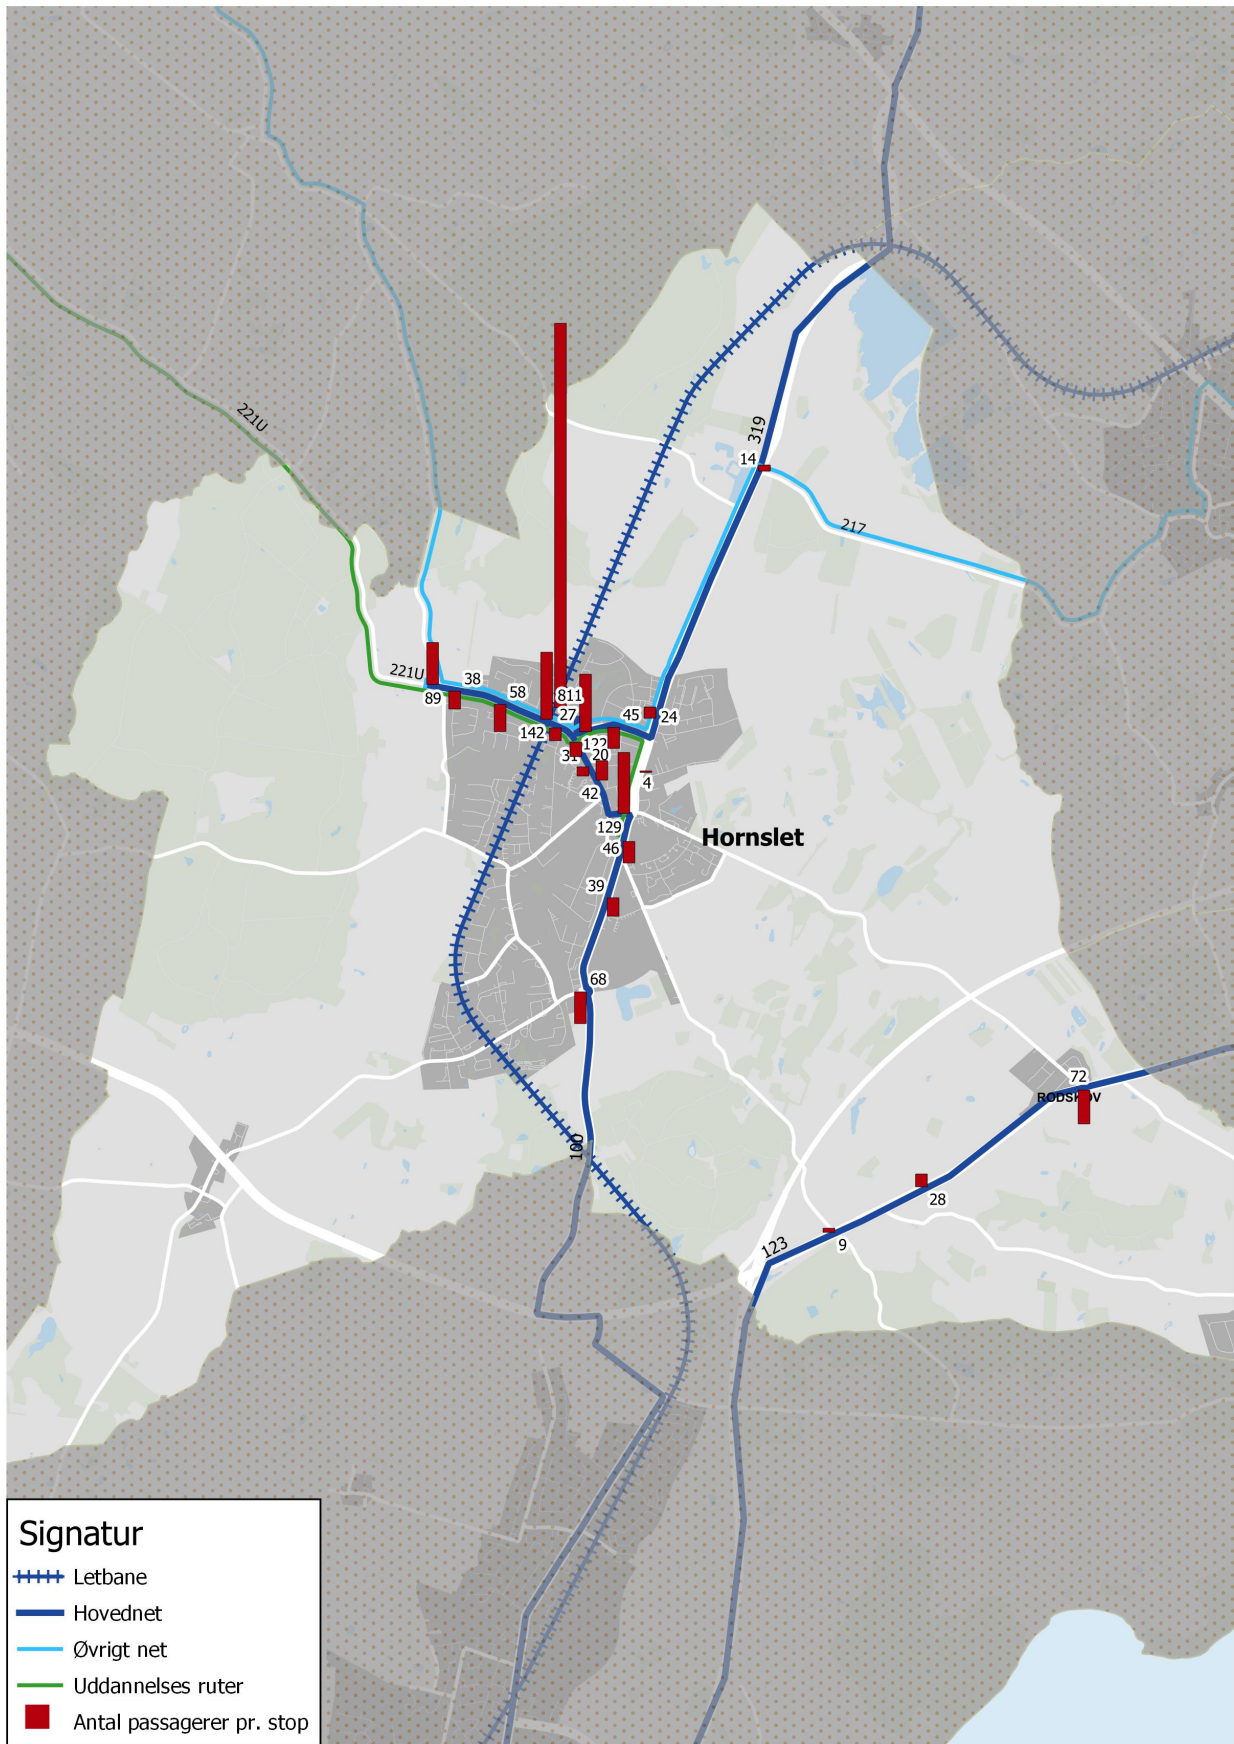 221U
319
14
217
221U
38
89
58
811
27
142
45
24
122
31
20
4
42
129
Hornslet
46
39
68
72
RODSKOV
100
28
9
123
Signatur
Letbane
Hovednet
Øvrigt net
Uddannelses ruter
Antal passagerer pr. stop